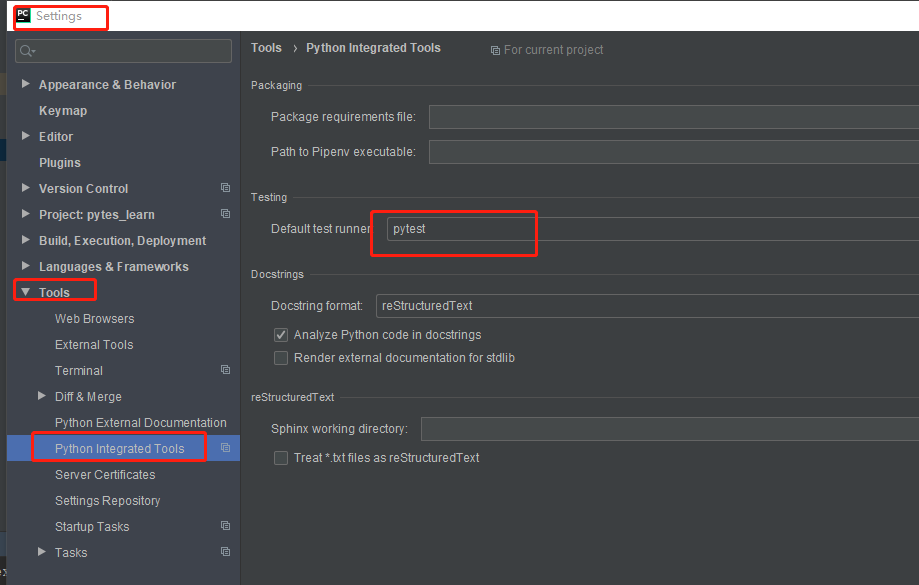 PC Settings
Tools › Python Integrated Tools For current project
Appearance & Behavior
Keymap
Editor
Plugins
Version Control
Project: pytes_learn
Build, Execution, Deployment
Languages & Frameworks
Tools
Web Browsers
External Tools
Terminal
Diff & Merge
Python External Documentation
Python Integrated Tools
Server Certificates
Settings Repository
Startup Tasks
Tasks
Packaging
Package requirements file:
Path to Pipenv executable:
Testing
Default test runner pytest
Docstrings
Docstring format: reStructuredText
Analyze Python code in docstrings
Render external documentation for stdlib
reStructuredText
Sphinx working directory:
Treat *.txt files as reStructuredText